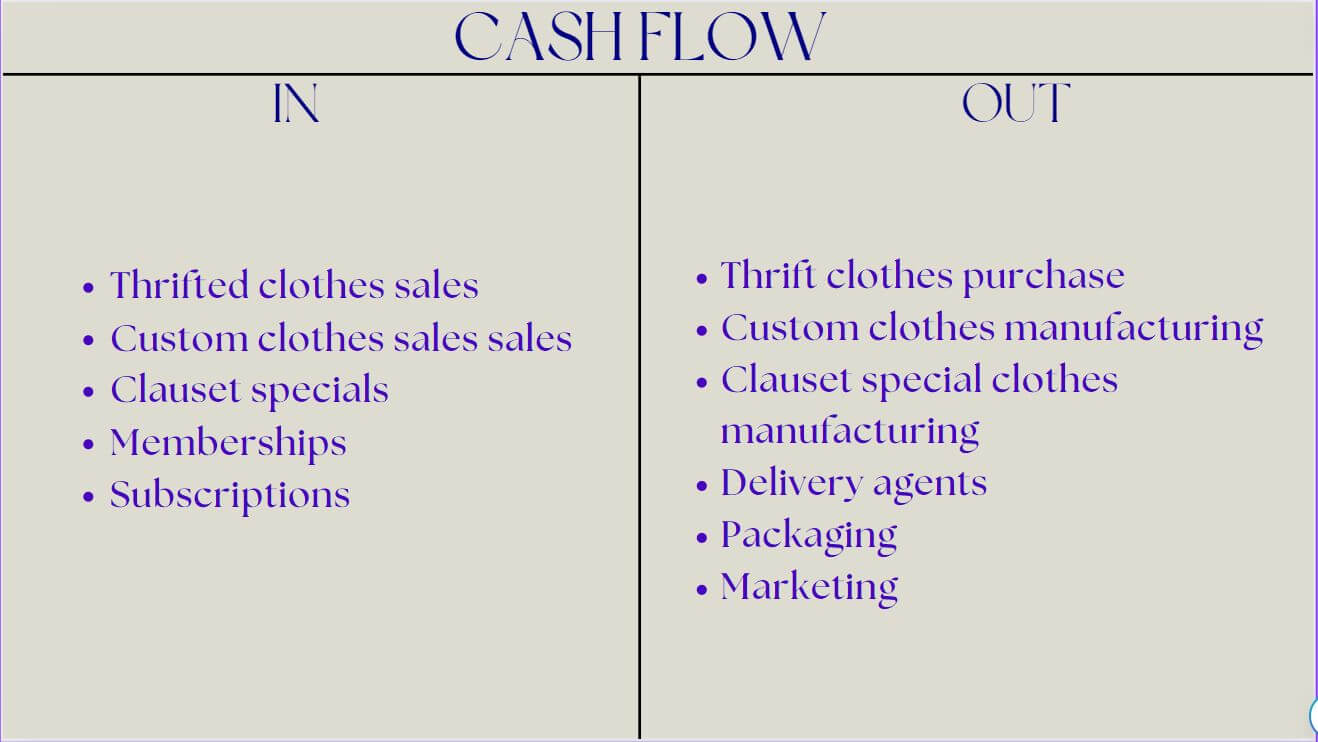 CASH FLOW
IN
• Thrifted clothes sales
• Custom clothes sales sales
• Clauset specials
• Memberships
• Subscriptions
OUT
• Thrift clothes purchase
• Custom clothes manufacturing
• Clauset special clothes
manufacturing
• Delivery agents
• Packaging
• Marketing